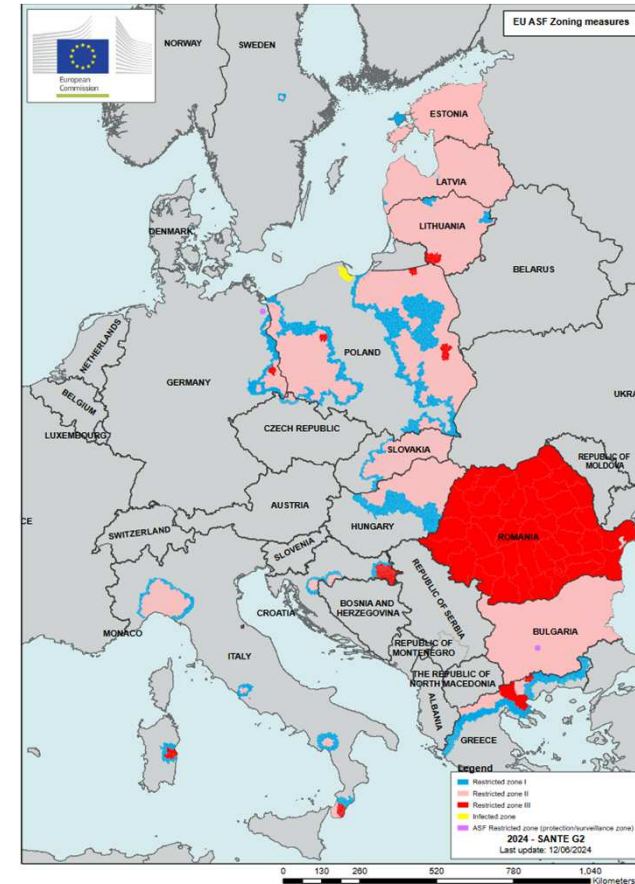 EU ASF Zoning measures
European
Commission
NORWAY
SWEDEN
ESTONIA
LATVIA
LITHUANIA
DENMARK
BELARUS
NETHERLANDS
POLAND
GERMANY
BELGIUM
UKRA
LUXEMBOURG
CZECH REPUBLIC
SLOVAKIA
REPUBLIC OF
MOLDOVA
CE
AUSTRIA
HUNGARY
SWITZERLAND
ROMANIA
SLOVENIA
CROATIA
BOSNIA AND
HERZEGOVINA
REPUBLIC OF SERBIA
MONACO
BULGARIA
ITALY
REPUBLIC OF
MONTENEGRO
THE REPUBLIC OF
NORTH MACEDONIA
ALBANIA
GREECE
Legend
Restricted zone I
Restricted zone II
Restricted zone III
Infected zone
ASF Restricted zone (protection/surveillance zone)
2024 - SANTE G2
Last update: 12/06/2024
0 130 260 520 780 1,040
Kilometers